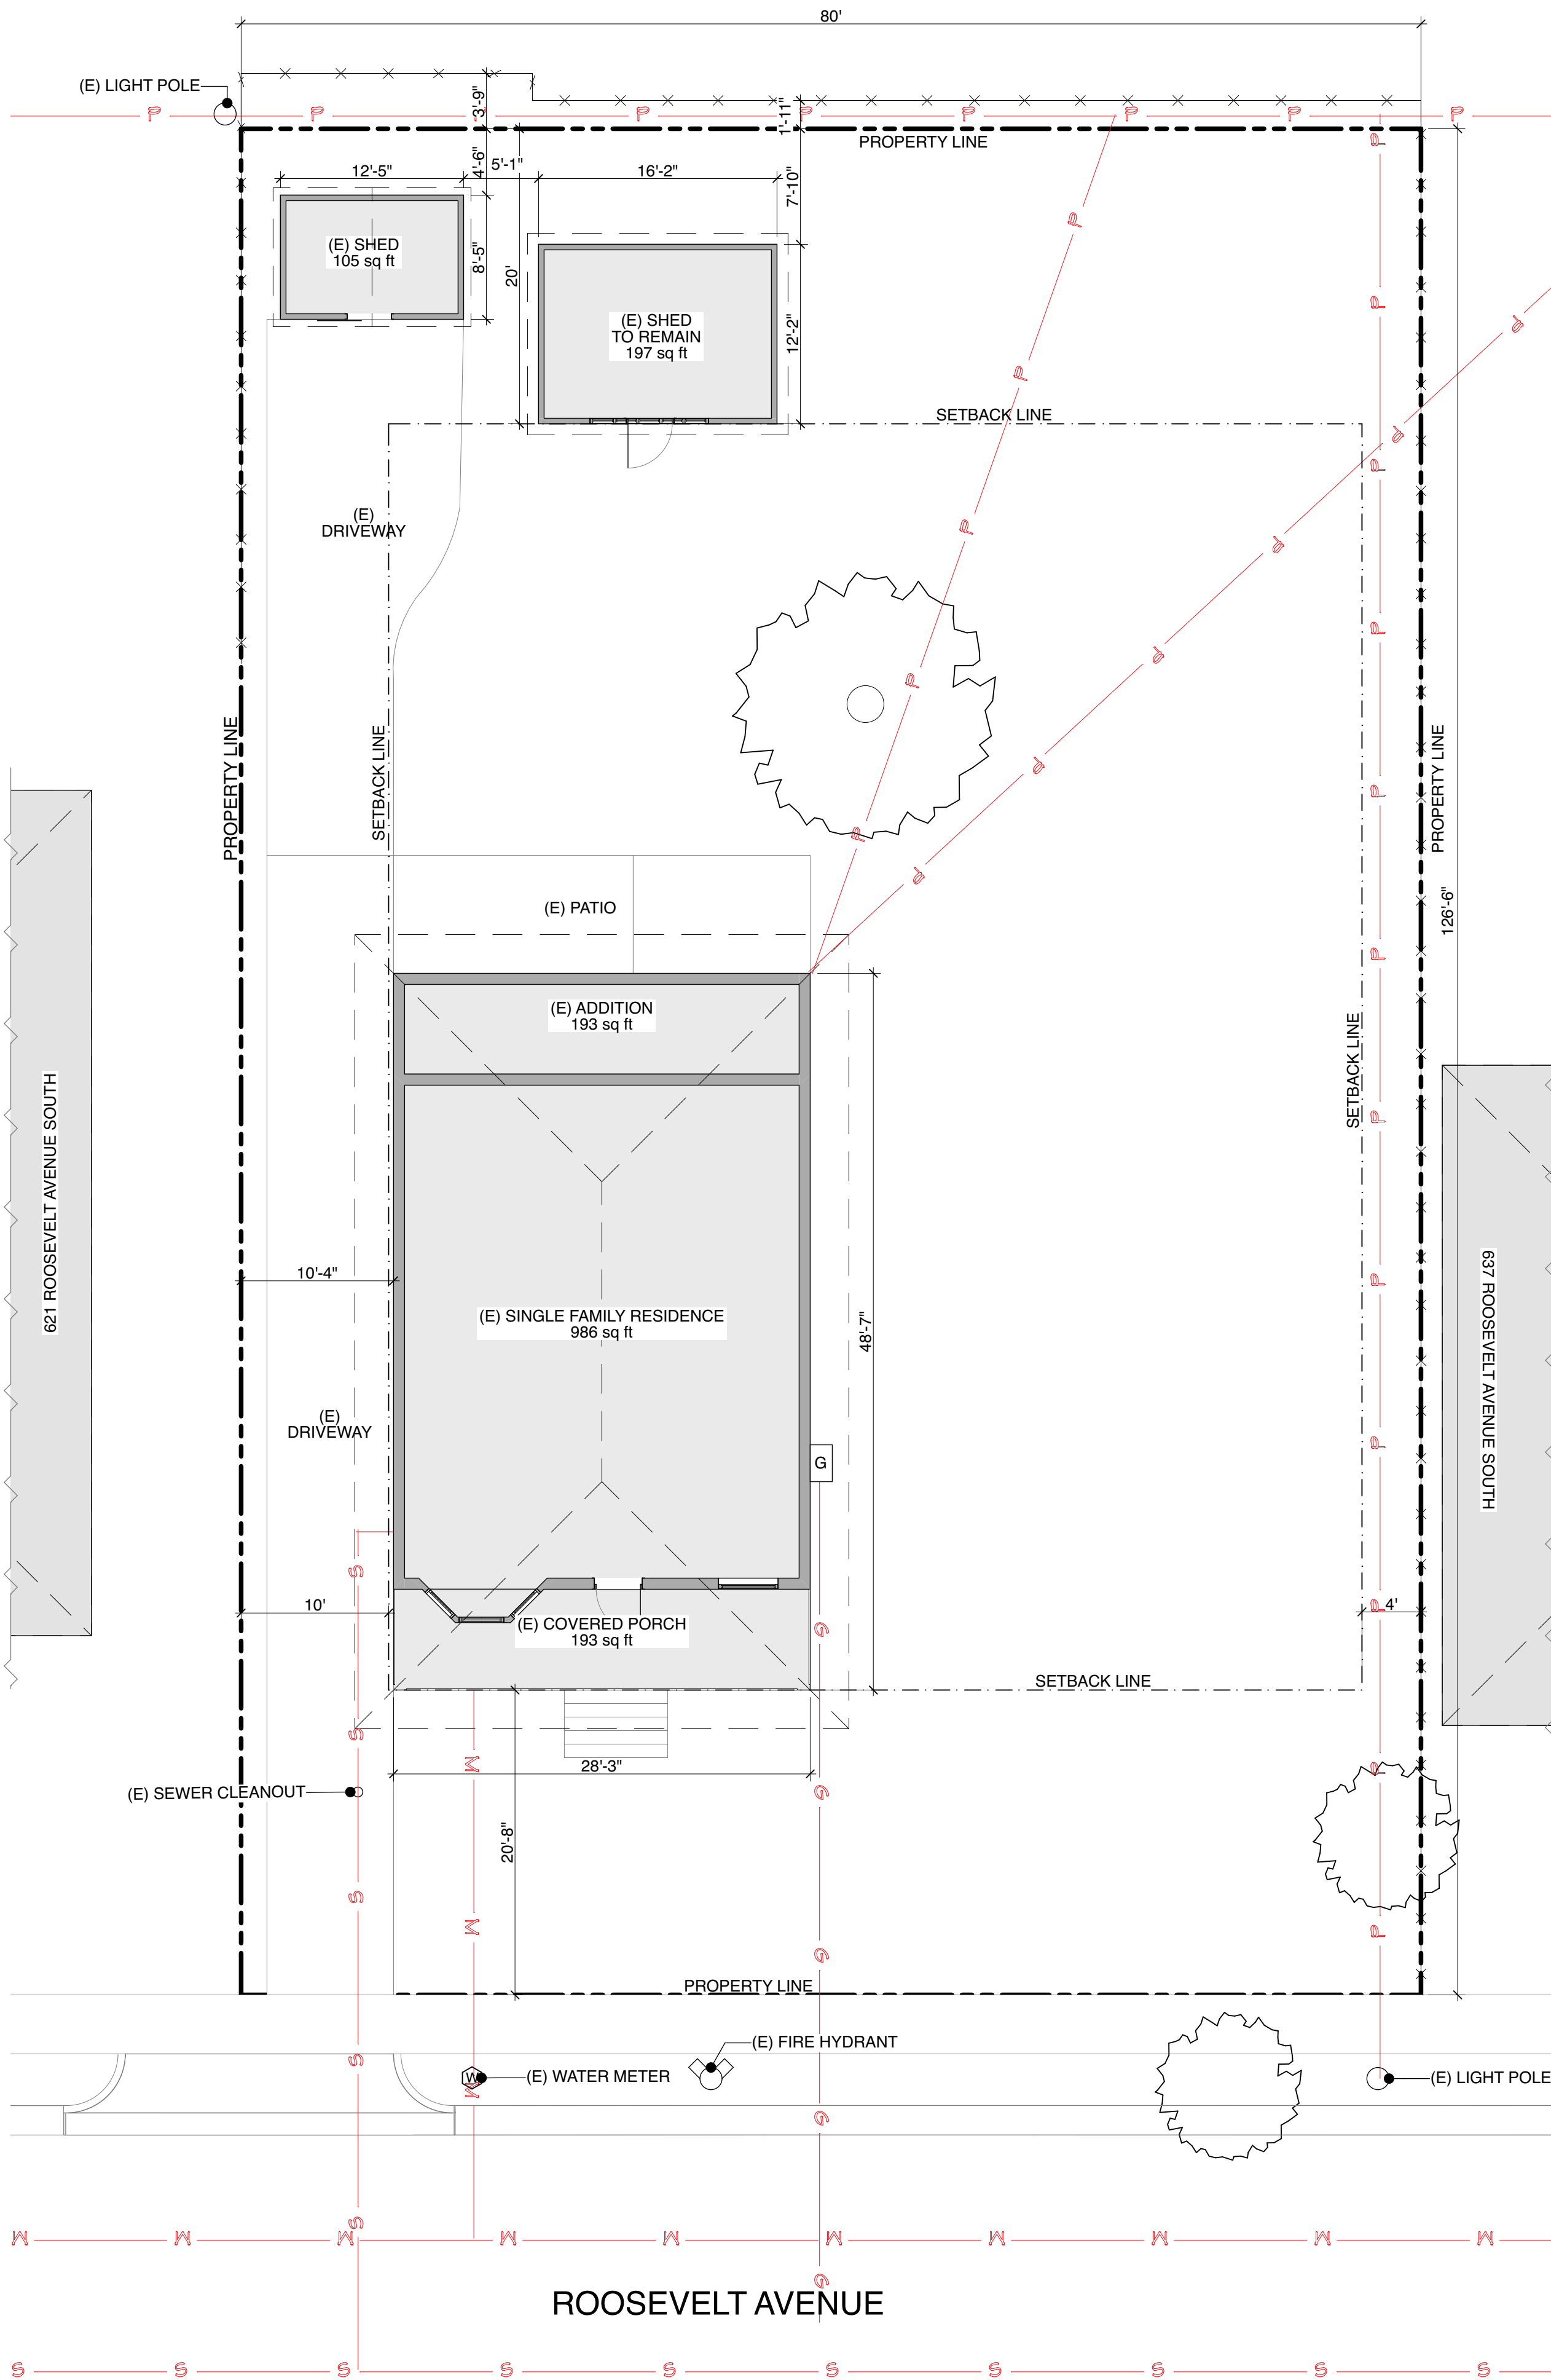 80'
(E) LIGHT POLE
3'-9"
1'-11"
P P P P P P P P P
PROPERTY LINE
4'-6"
5'-1"
12'-5"
16'-2"
7'-10"
(E) SHED
105 sq ft
8'-5"
20'
(E) SHED
TO REMAIN
197 sq ft
12'-2"
SETBACK LINE
(E)
DRIVEWAY
P P P P P
P P P P P P
P P P P P P P P P P P P
PROPERTY LINE
SETBACK LINE
PROPERTY LINE
126'-6"
(E) PATIO
(E) ADDITION
193 sq ft
621 ROOSEVELT AVENUE SOUTH
SETBACK LINE
637 ROOSEVELT AVENUE SOUTH
10'-4"
(E) SINGLE FAMILY RESIDENCE
986 sq ft
48'-7"
(E)
DRIVEWAY
G
10'
(E) COVERED PORCH
193 sq ft
4'
SETBACK LINE
28'-3"
(E) SEWER CLEANOUT
20'-8"
S S S S S
W W W
G G G G G
PROPERTY LINE
(E) FIRE HYDRANT
W
(E) WATER METER
(E) LIGHT POLE
W W W W W W W W W W
ROOSEVELT AVENUE
S S S S S S S S S S